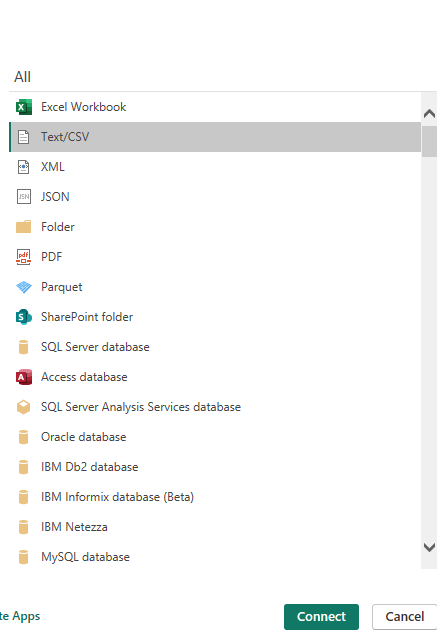 All
Excel Workbook
Text/CSV
XML
JSON
Folder
PDF
Parquet
SharePoint folder
SQL Server database
Access database
SQL Server Analysis Services database
Oracle database
IBM Db2 database
IBM Informix database (Beta)
IBM Netezza
MySQL database
te Apps
Connect
Cancel